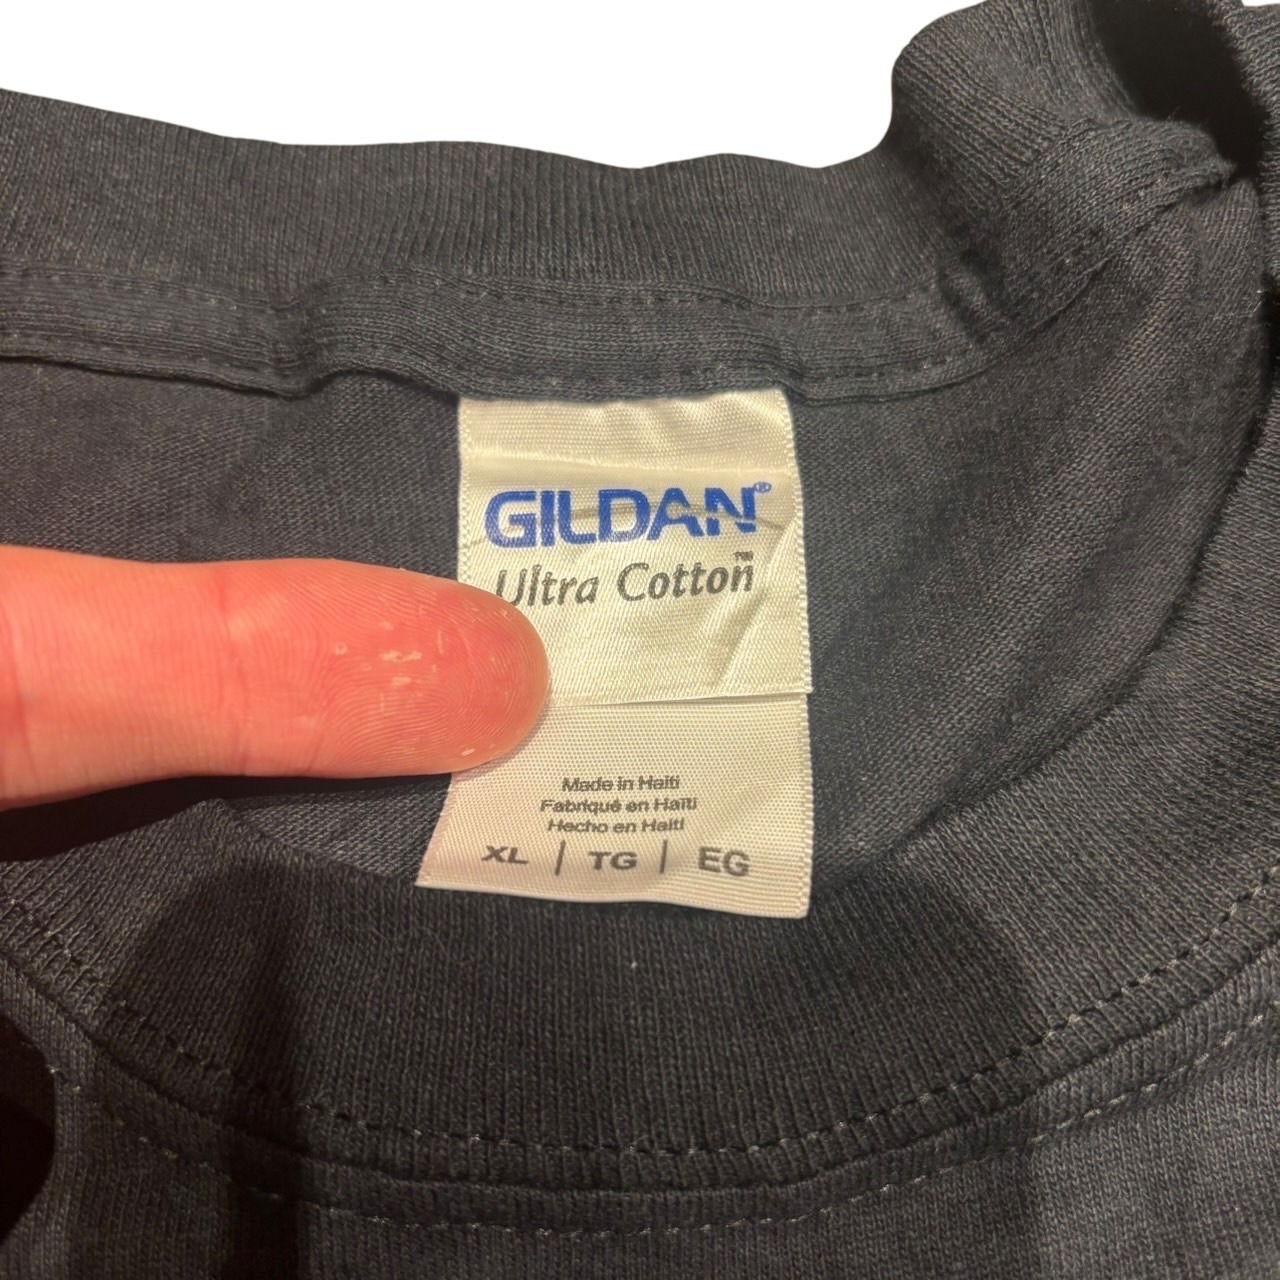 GILDAN®
Ultra Cotton™
Made in Haiti
Fabriqué en Haïti
Hecho en Haití
XL | TG | EG